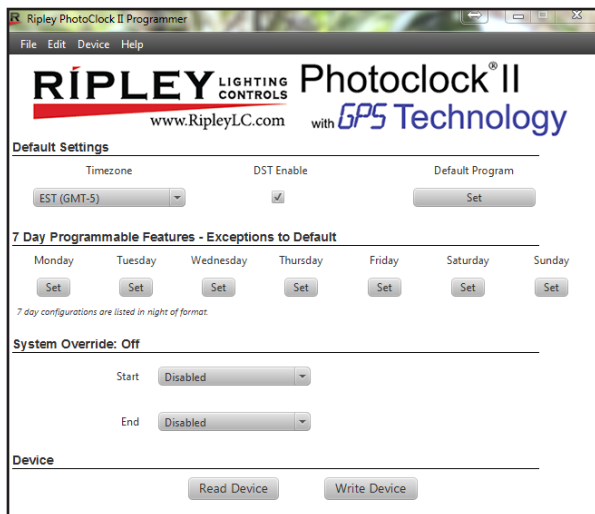 R Ripley PhotoClock II Programmer
File Edit Device Help
RÍPLEY LIGHTING CONTROLS
www.RipleyLC.com
Photoclock® II
with GPS Technology
Default Settings
Timezone DST Enable Default Program
EST (GMT-5) Set
7 Day Programmable Features - Exceptions to Default
Monday Tuesday Wednesday Thursday Friday Saturday Sunday
Set Set Set Set Set Set Set
7 day configurations are listed in night of format.
System Override: Off
Start Disabled
End Disabled
Device
Read Device Write Device